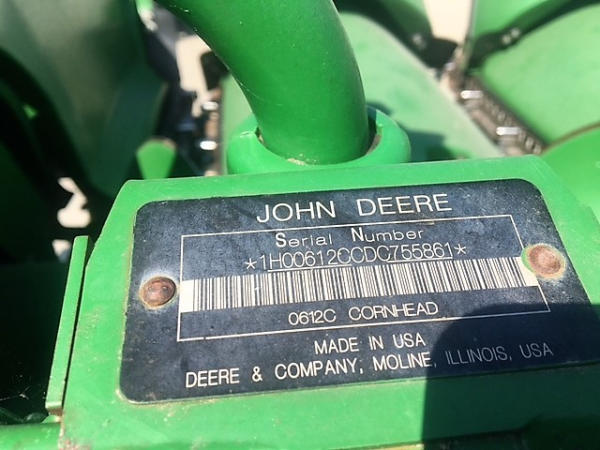 JOHN DEERE
Serial Number
*1H00612CCDC755861*
0612C CORNHEAD
MADE IN USA
DEERE & COMPANY, MOLINE, ILLINOIS, USA